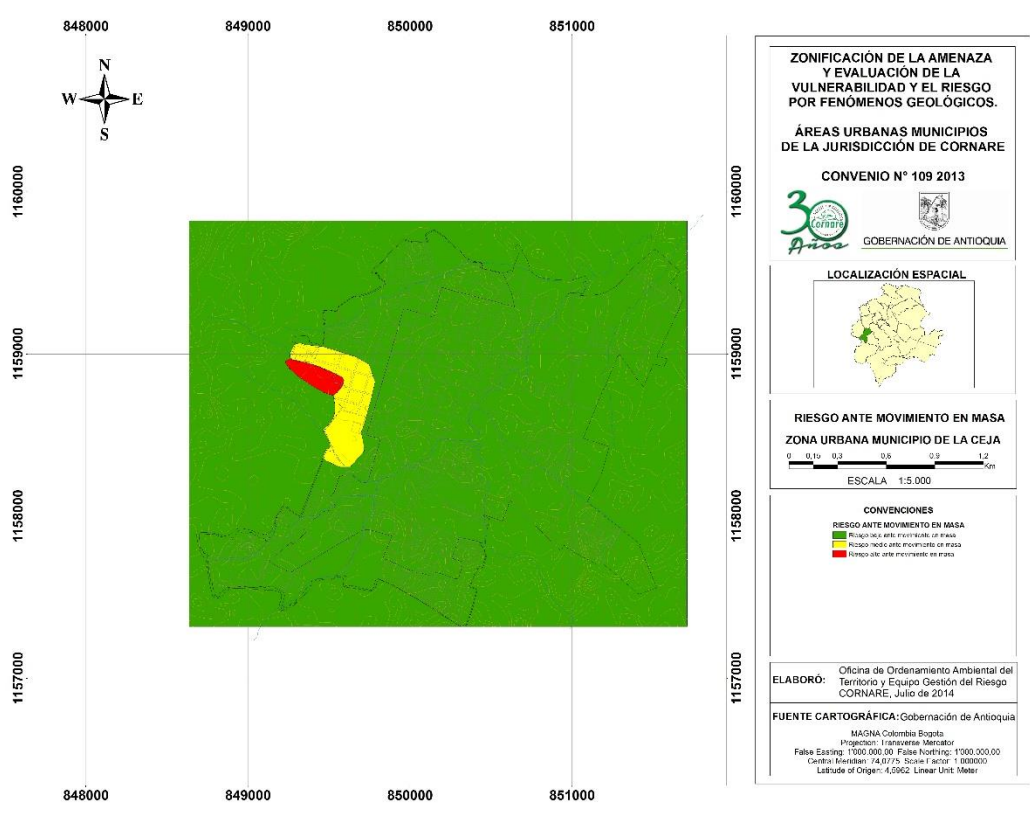 848000 849000 850000 851000
N
W E
S
1160000 1160000
1159000 1159000
1158000 1158000
1157000 1157000
848000 849000 850000 851000
ZONIFICACIÓN DE LA AMENAZA
Y EVALUACIÓN DE LA
VULNERABILIDAD Y EL RIESGO
POR FENÓMENOS GEOLÓGICOS.
ÁREAS URBANAS MUNICIPIOS
DE LA JURISDICCIÓN DE CORNARE
CONVENIO N° 109 2013
30
Cornare
Años
GOBERNACIÓN DE ANTIOQUIA
LOCALIZACIÓN ESPACIAL
RIESGO ANTE MOVIMIENTO EN MASA
ZONA URBANA MUNICIPIO DE LA CEJA
0 0,15 0,3 0,6 0,9 1,2
Km
ESCALA 1:5.000
CONVENCIONES
RIESGO ANTE MOVIMIENTO EN MASA
Riesgo bajo ante movimiento en masa
Riesgo medio ante movimiento en masa
Riesgo alto ante movimiento en masa
ELABORÓ: Oficina de Ordenamiento Ambiental del
Territorio y Equipo Gestión del Riesgo
CORNARE, Julio de 2014
FUENTE CARTOGRÁFICA: Gobernación de Antioquia
MAGNA Colombia Bogota
Projection: Transverse Mercator
False Easting: 1'000.000,00 False Northing: 1'000.000,00
Central Meridian: 74,0775 Scale Factor: 1.000000
Latitude of Origen: 4,5962 Linear Unit: Meter